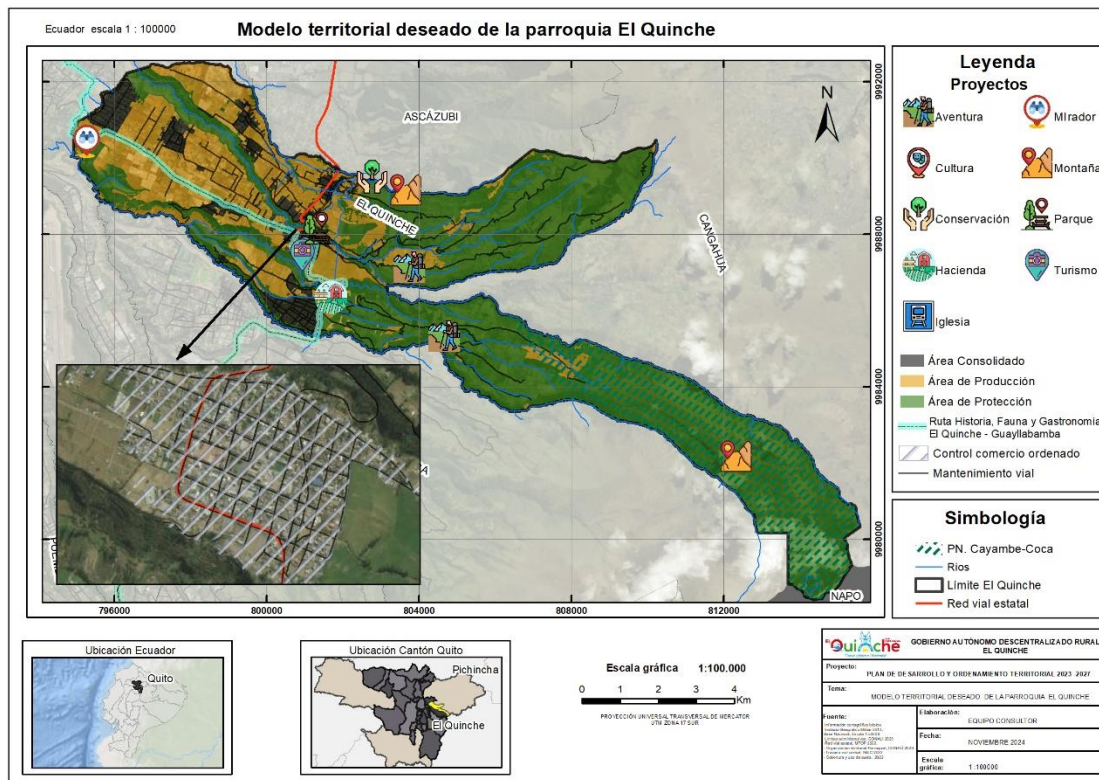 Ecuador escala 1 : 100000
Modelo territorial deseado de la parroquia El Quinche
9992000
9988000
9984000
9980000
796000
800000
804000
808000
812000
ASCÁZUBI
EL QUINCHE
CANGAHUA
NAPO
N
Leyenda
Proyectos
Aventura
MIrador
Cultura
Montaña
Conservación
Parque
Hacienda
Turismo
Iglesia
Área Consolidado
Área de Producción
Área de Protección
Ruta Historia, Fauna y Gastronomía
El Quinche - Guayllabamba
Control comercio ordenado
Mantenimiento vial
Simbología
PN. Cayambe-Coca
Rios
Límite El Quinche
Red vial estatal
Ubicación Ecuador
Quito
Ubicación Cantón Quito
Pichincha
El Quinche
Escala gráfica 1:100.000
0 1 2 3 4
Km
PROYECCIÓN UNIVERSAL TRANSVERSAL DE MERCATOR
UTM ZONA 17 SUR
Quinche
GOBIERNO AUTÓNOMO DESCENTRALIZADO RURAL
EL QUINCHE
Proyecto:
PLAN DE DESARROLLO Y ORDENAMIENTO TERRITORIAL 2023-2027
Tema:
MODELO TERRITORIAL DESEADO DE LA PARROQUIA EL QUINCHE
Fuente:
Elaboración:
EQUIPO CONSULTOR
Fecha:
NOVIEMBRE 2024
Escala
gráfica:
1:100000